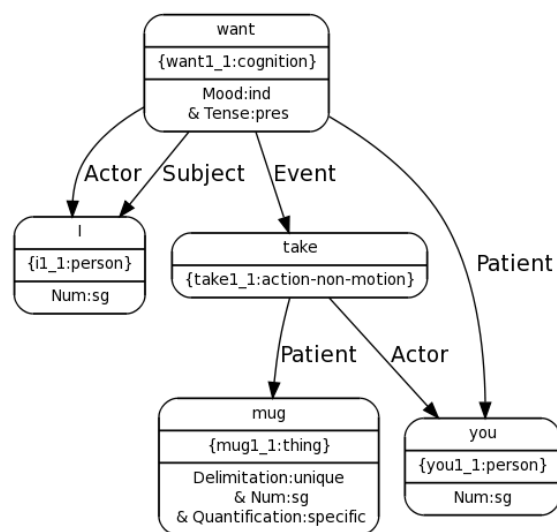 want
{want1_1:cognition}
Mood:ind
& Tense:pres
Actor
Subject
Event
I
{i1_1:person}
Num:sg
take
{take1_1:action-non-motion}
Patient
Patient
Actor
mug
{mug1_1:thing}
Delimitation:unique
& Num:sg
& Quantification:specific
you
{you1_1:person}
Num:sg